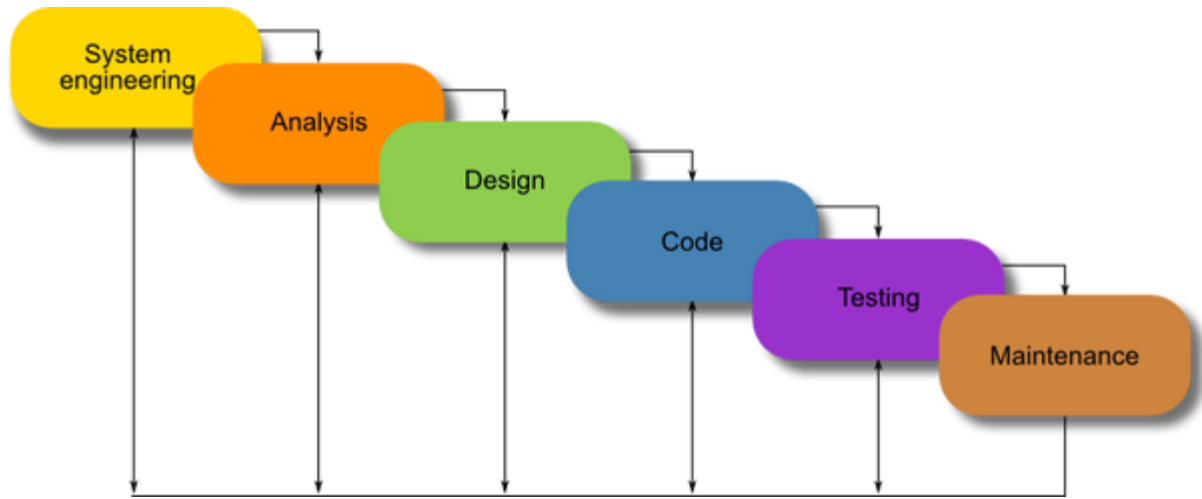 System
engineering
Analysis
Design
Code
Testing
Maintenance